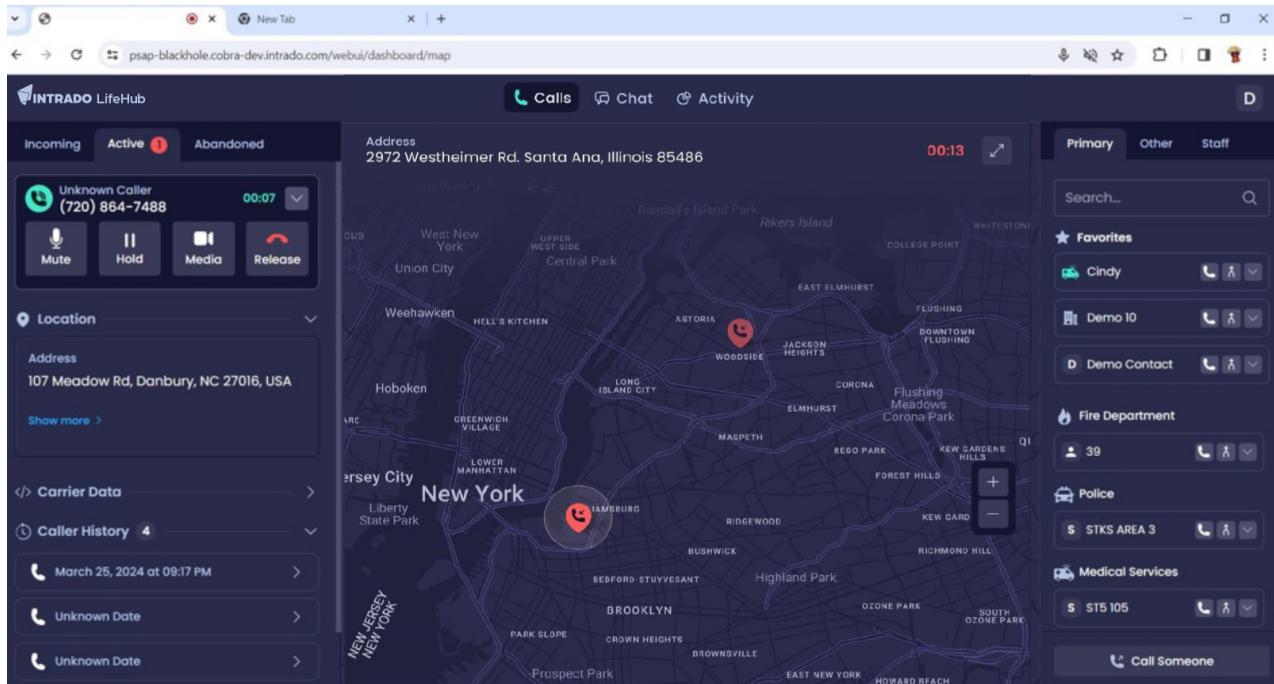 New Tab
psap-blackhole.cobra-dev.intrado.com/webui/dashboard/map
INTRADO LifeHub
Calls
Chat
Activity
D
Incoming
Active 1
Abandoned
Unknown Caller
(720) 864-7488
00:07
Mute
Hold
Media
Release
Location
Address
107 Meadow Rd, Danbury, NC 27016, USA
Show more >
</> Carrier Data
Caller History 4
March 25, 2024 at 09:17 PM
Unknown Date
Unknown Date
Address
2972 Westheimer Rd. Santa Ana, Illinois 85486
00:13
North Bergen
Randall's Island Park
Rikers Island
WHITESTONE
CUS
West New
York
UPPER
WEST SIDE
Central Park
COLLEGE POINT
Union City
EAST ELMHURST
Weehawken
HELL'S KITCHEN
ASTORIA
FLUSHING
DOWNTOWN
FLUSHING
WOODSIDE
JACKSON
HEIGHTS
Hoboken
LONG
ISLAND CITY
CORONA
Flushing
Meadows
Corona Park
ARE
GREENWICH
VILLAGE
ELMHURST
MASPETH
REGO PARK
KEW GARDENS
HILLS
QU
LOWER
MANHATTAN
ersey City
New York
FOREST HILLS
Liberty
State Park
IAMSBURG
RIDGEWOOD
KEW GARD
BUSHWICK
RICHMOND HILL
BEDFORD-STUYVESANT
Highland Park
NEW JERSEY
NEW YORK
BROOKLYN
OZONE PARK
SOUTH
OZONE PARK
PARK SLOPE
CROWN HEIGHTS
BROWNSVILLE
Prospect Park
EAST NEW YORK
HOWARD BEACH
+
−
Primary
Other
Staff
Search...
Favorites
Cindy
Demo 10
D Demo Contact
Fire Department
39
Police
S STKS AREA 3
Medical Services
S ST5 105
Call Someone